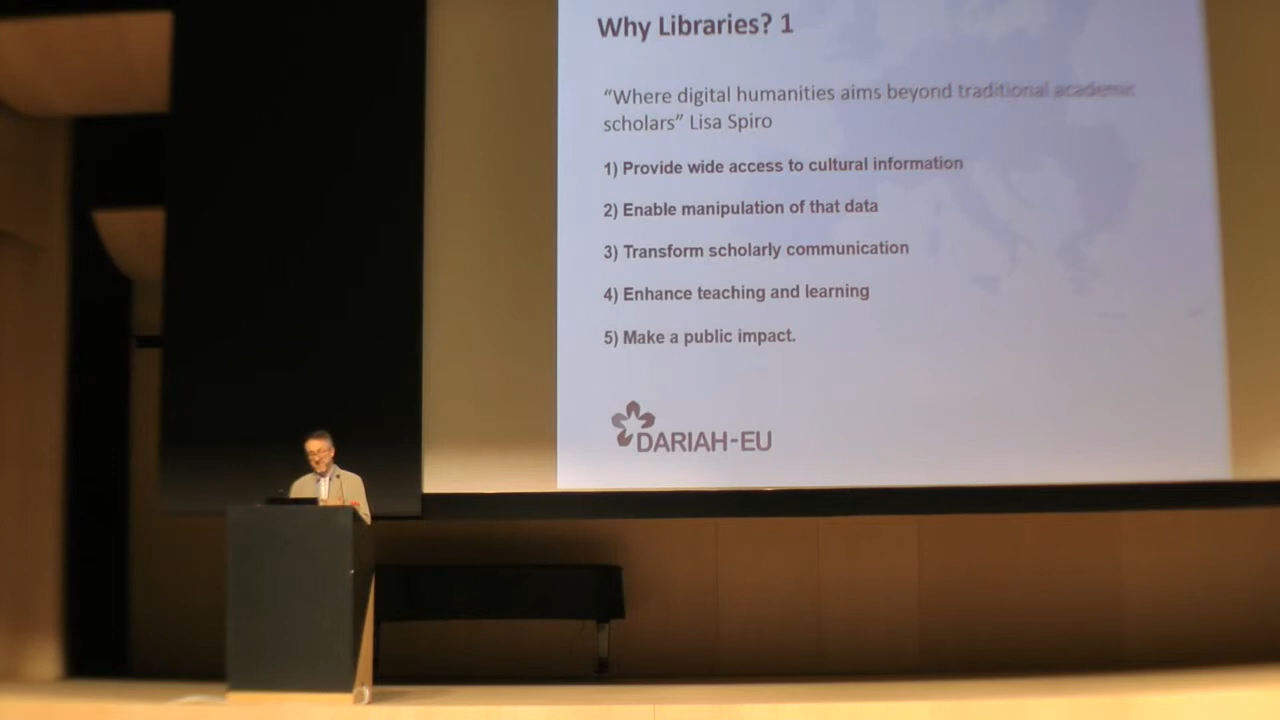 Why Libraries? 1
“Where digital humanities aims beyond traditional academic
scholars” Lisa Spiro
1) Provide wide access to cultural information
2) Enable manipulation of that data
3) Transform scholarly communication
4) Enhance teaching and learning
5) Make a public impact.
DARIAH-EU